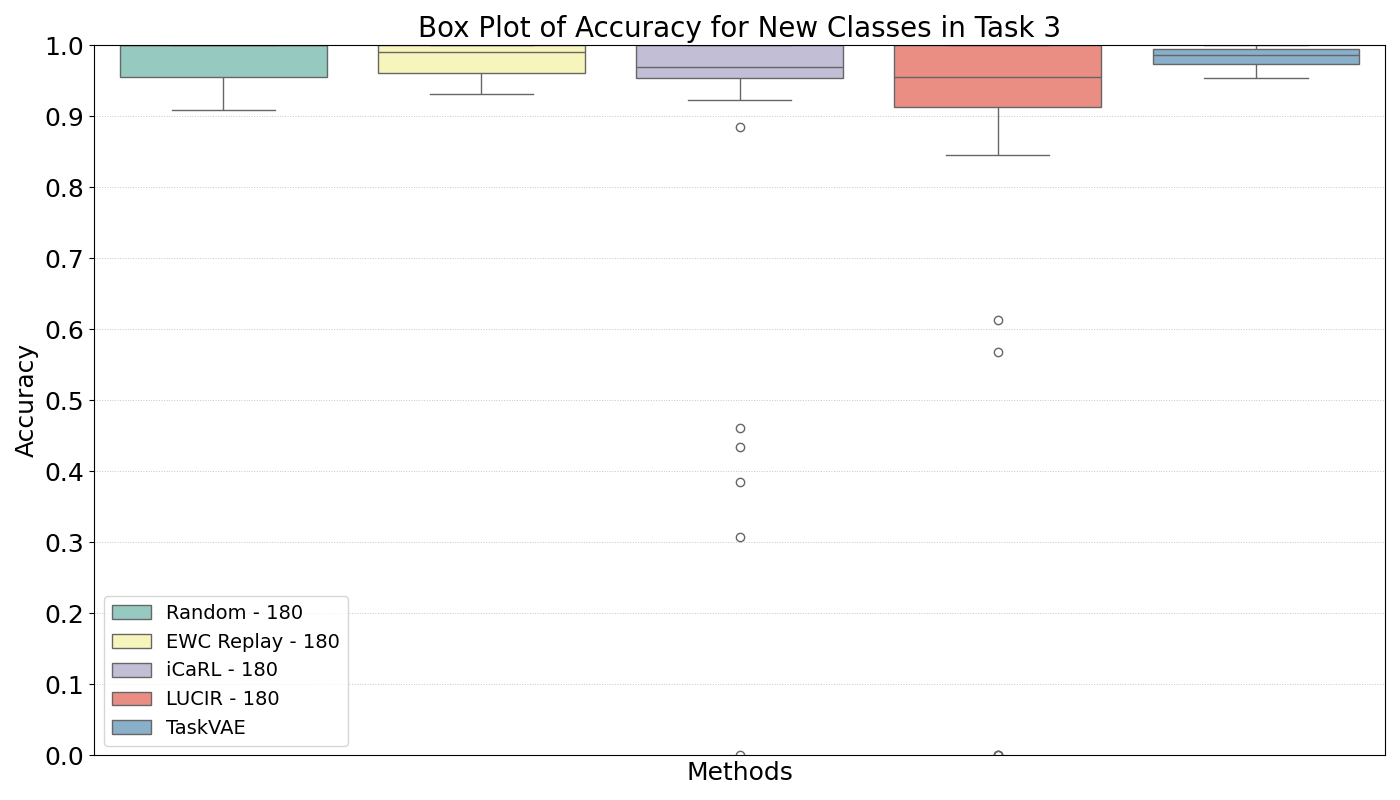 Box Plot of Accuracy for New Classes in Task 3
1.0
0.9
0.8
0.7
0.6
0.5
0.4
0.3
0.2
0.1
0.0
Accuracy
Random - 180
EWC Replay - 180
iCaRL - 180
LUCIR - 180
TaskVAE
Methods